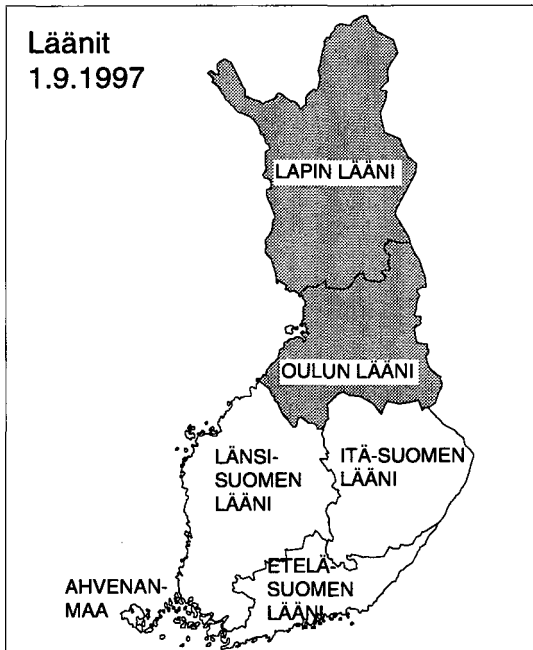 Läänit
1.9.1997
LAPIN LÄÄNI
OULUN LÄÄNI
LÄNSI-
SUOMEN
LÄÄNI
ITÄ-SUOMEN
LÄÄNI
ETELÄ-
SUOMEN
LÄÄNI
AHVENAN-
MAA